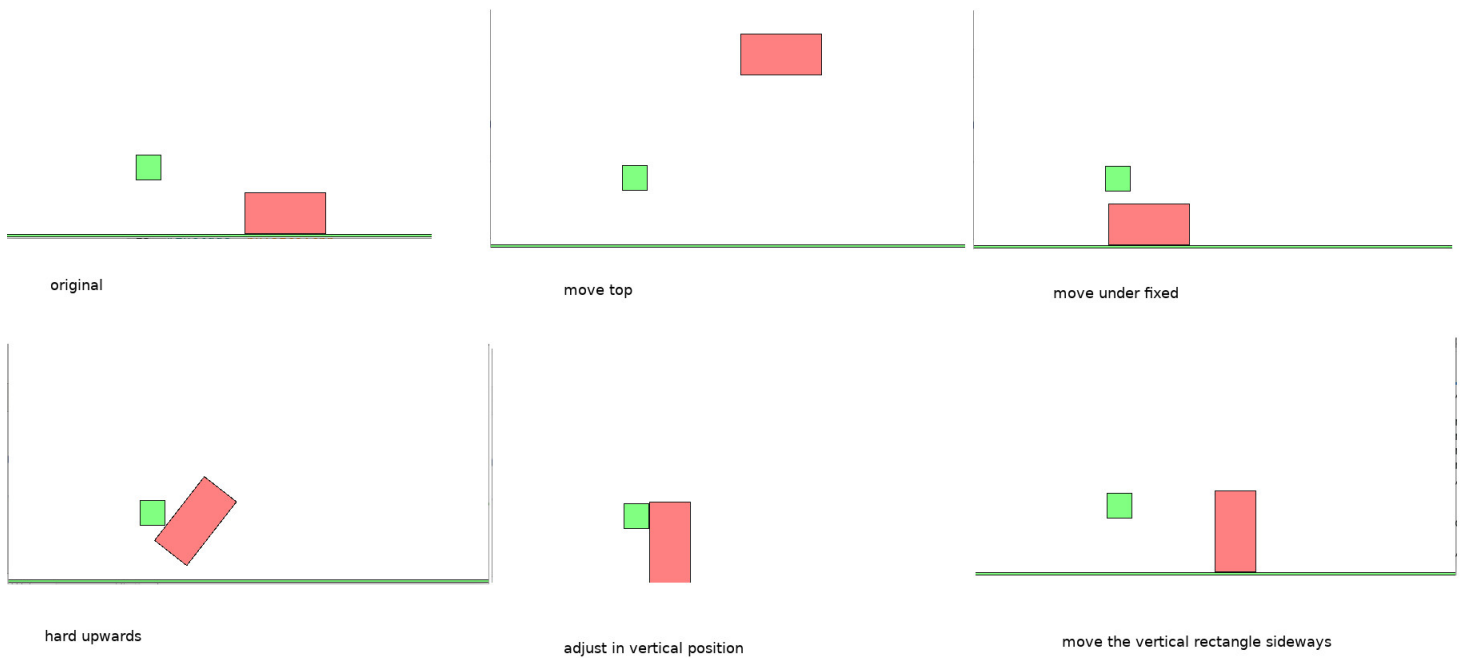 original
move top
move under fixed
hard upwards
adjust in vertical position
move the vertical rectangle sideways